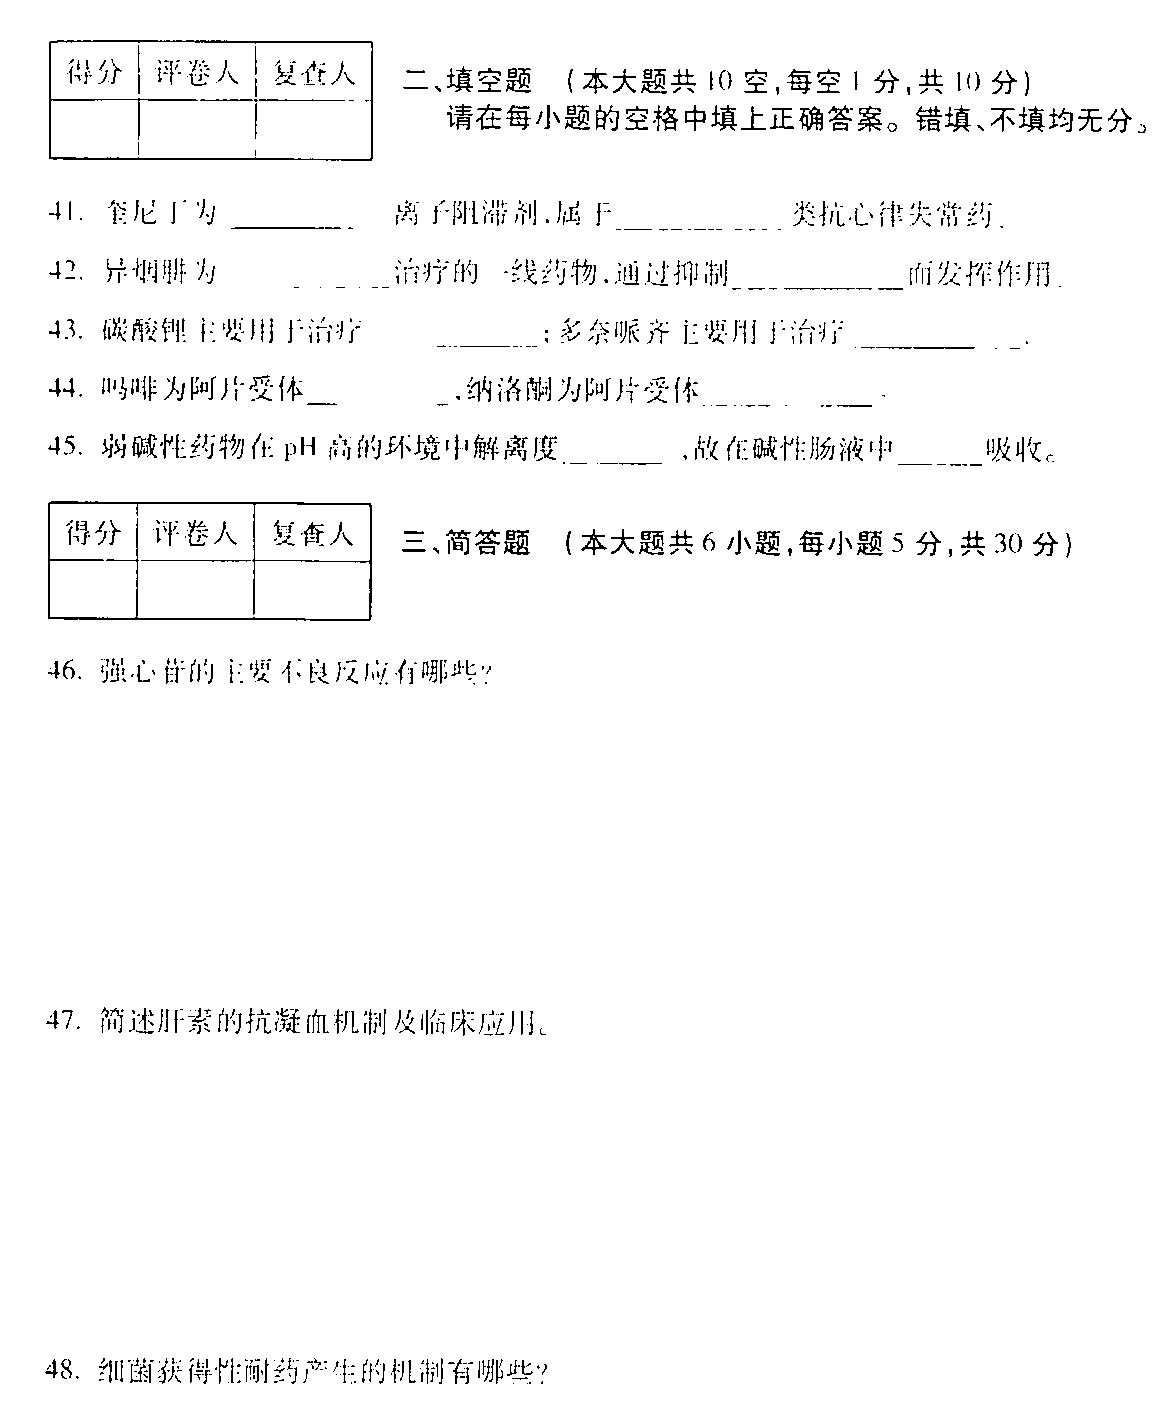 得分 评卷人 复查人
二、填空题 (本大题共10空,每空1分,共10分)
请在每小题的空格中填上正确答案。错填、不填均无分。
41. 奎尼丁为________离子阻滞剂,属于________类抗心律失常药.
42. 异烟肼为________治疗的一线药物,通过抑制________而发挥作用.
43. 碳酸锂主要用于治疗________;多奈哌齐主要用于治疗________.
44. 吗啡为阿片受体________,纳洛酮为阿片受体________.
45. 弱碱性药物在pH高的环境中解离度________,故在碱性肠液中________吸收。
得分 评卷人 复查人
三、简答题 (本大题共6小题,每小题5分,共30分)
46. 强心苷的主要不良反应有哪些?
47. 简述肝素的抗凝血机制及临床应用。
48. 细菌获得性耐药产生的机制有哪些?